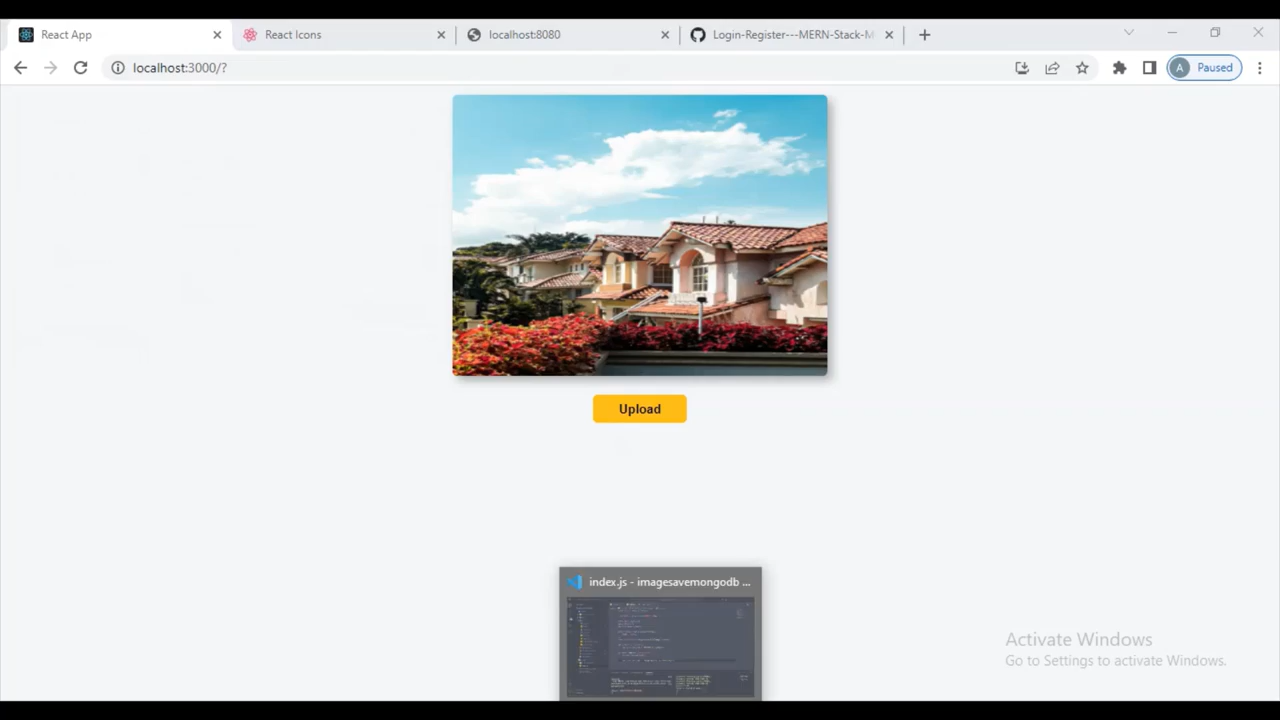 React App
React Icons
localhost:8080
Login-Register---MERN-Stack-M
localhost:3000/?
A
Paused
Upload
index.js - imagesavemongodb ...
Activate Windows
Go to Settings to activate Windows.